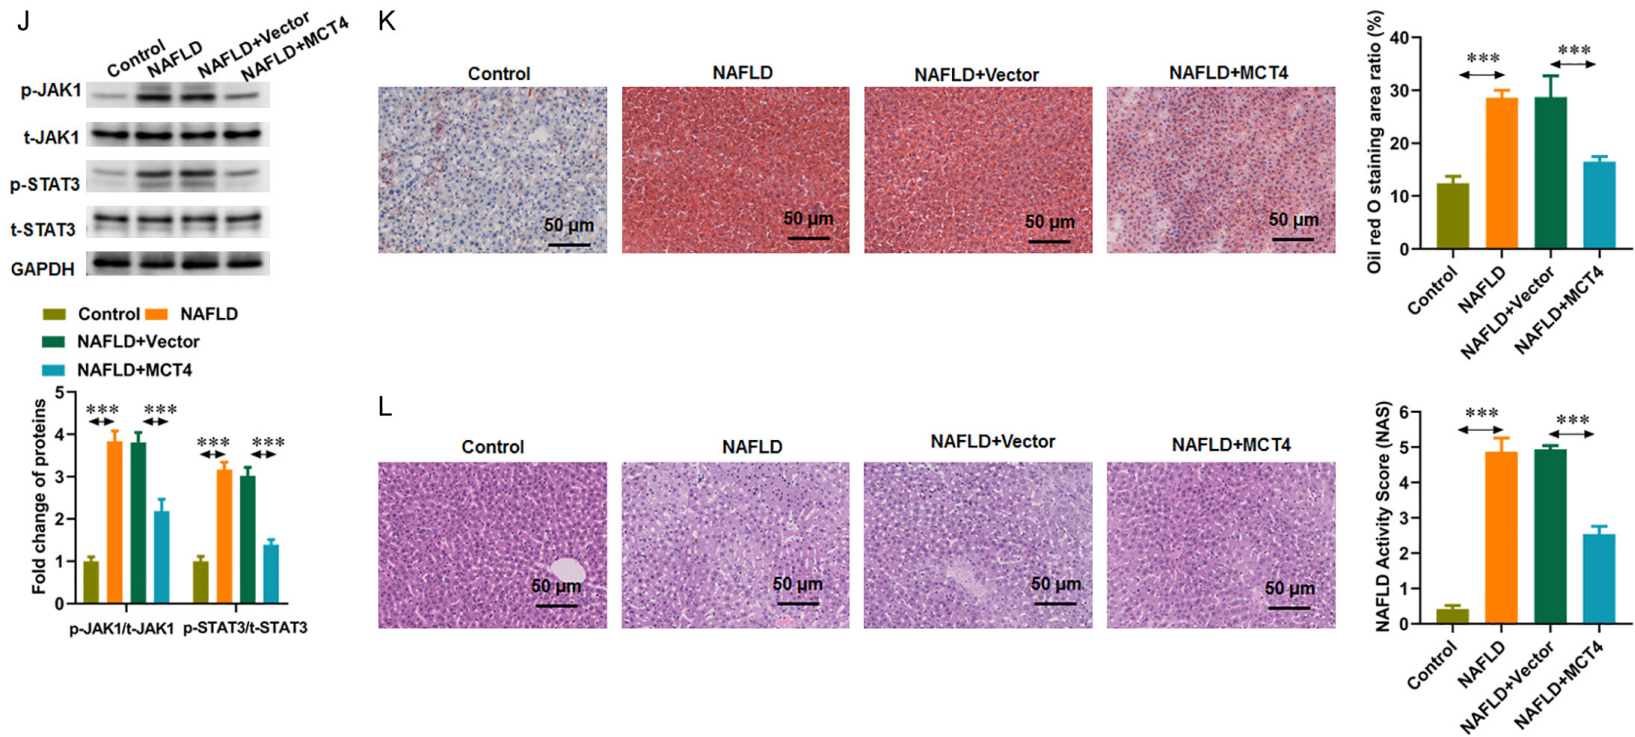 J
Control
NAFLD
NAFLD+Vector
NAFLD+MCT4
p-JAK1
t-JAK1
p-STAT3
t-STAT3
GAPDH
Control NAFLD
NAFLD+Vector
NAFLD+MCT4
Fold change of proteins
5
4
3
2
1
0
*** ***
*** ***
p-JAK1/t-JAK1 p-STAT3/t-STAT3
K
Control NAFLD NAFLD+Vector NAFLD+MCT4
50 μm 50 μm 50 μm 50 μm
Oil red O staining area ratio (%)
40
30
20
10
0
*** ***
Control
NAFLD
NAFLD+Vector
NAFLD+MCT4
L
Control NAFLD NAFLD+Vector NAFLD+MCT4
50 μm 50 μm 50 μm 50 μm
NAFLD Activity Score (NAS)
6
5
4
3
2
1
0
*** ***
Control
NAFLD
NAFLD+Vector
NAFLD+MCT4